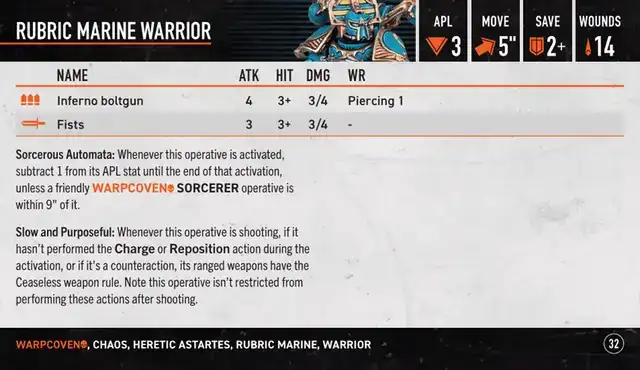 RUBRIC MARINE WARRIOR
APL MOVE SAVE WOUNDS
3 5" 2+ 14
NAME ATK HIT DMG WR
Inferno boltgun 4 3+ 3/4 Piercing 1
Fists 3 3+ 3/4 -
Sorcerous Automata: Whenever this operative is activated,
subtract 1 from its APL stat until the end of that activation,
unless a friendly WARPCOVEN SORCERER operative is
within 9" of it.
Slow and Purposeful: Whenever this operative is shooting, if it
hasn't performed the Charge or Reposition action during the
activation, or if it's a counteraction, its ranged weapons have the
Ceaseless weapon rule. Note this operative isn't restricted from
performing these actions after shooting.
WARPCOVEN, CHAOS, HERETIC ASTARTES, RUBRIC MARINE, WARRIOR
32